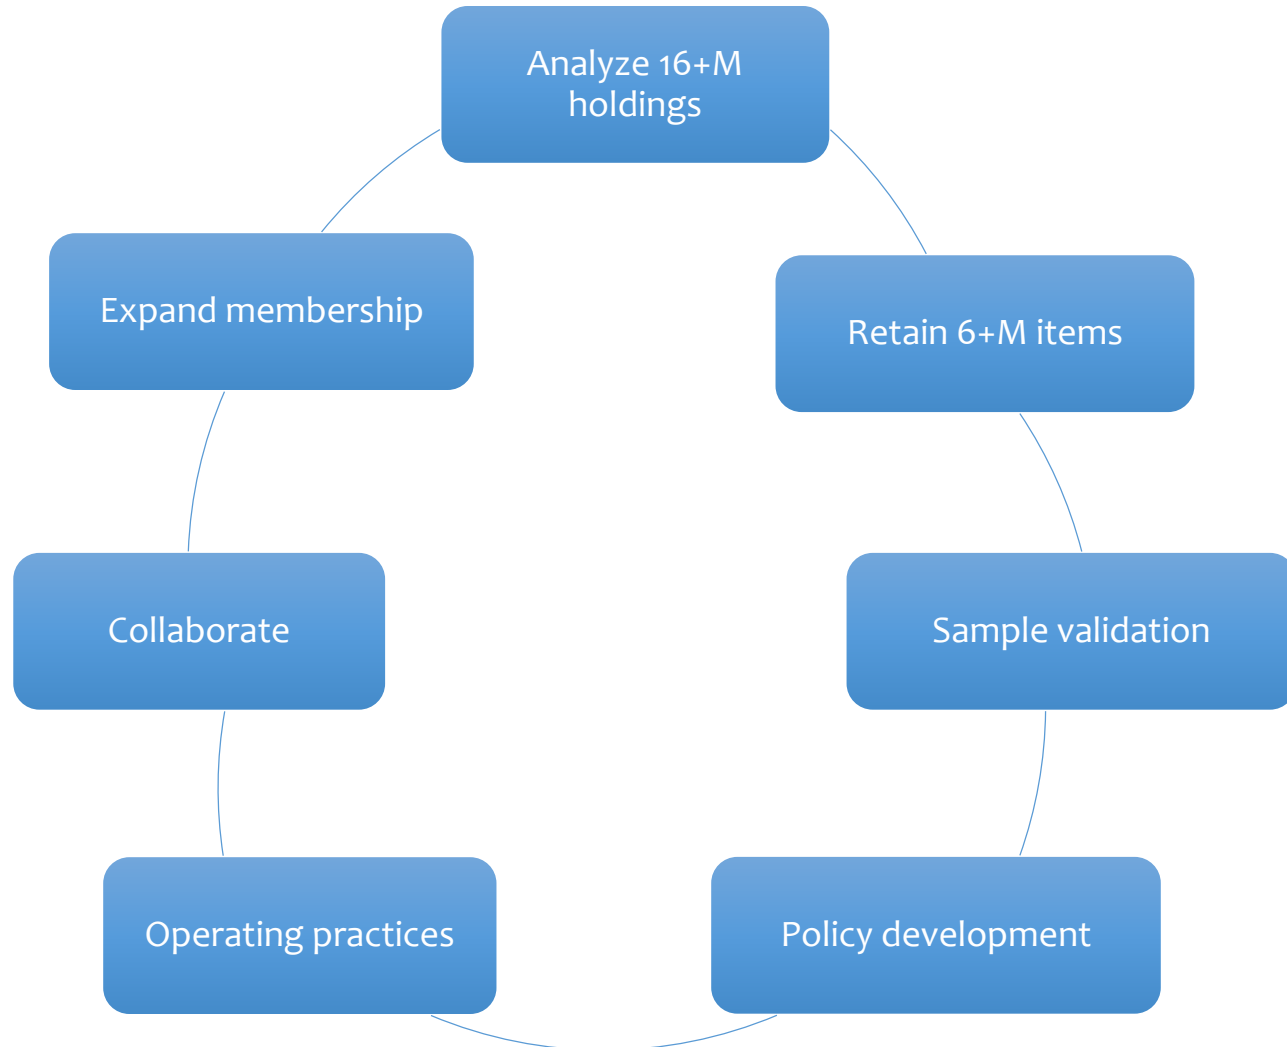 Analyze 16+M
holdings
Retain 6+M items
Sample validation
Policy development
Operating practices
Collaborate
Expand membership